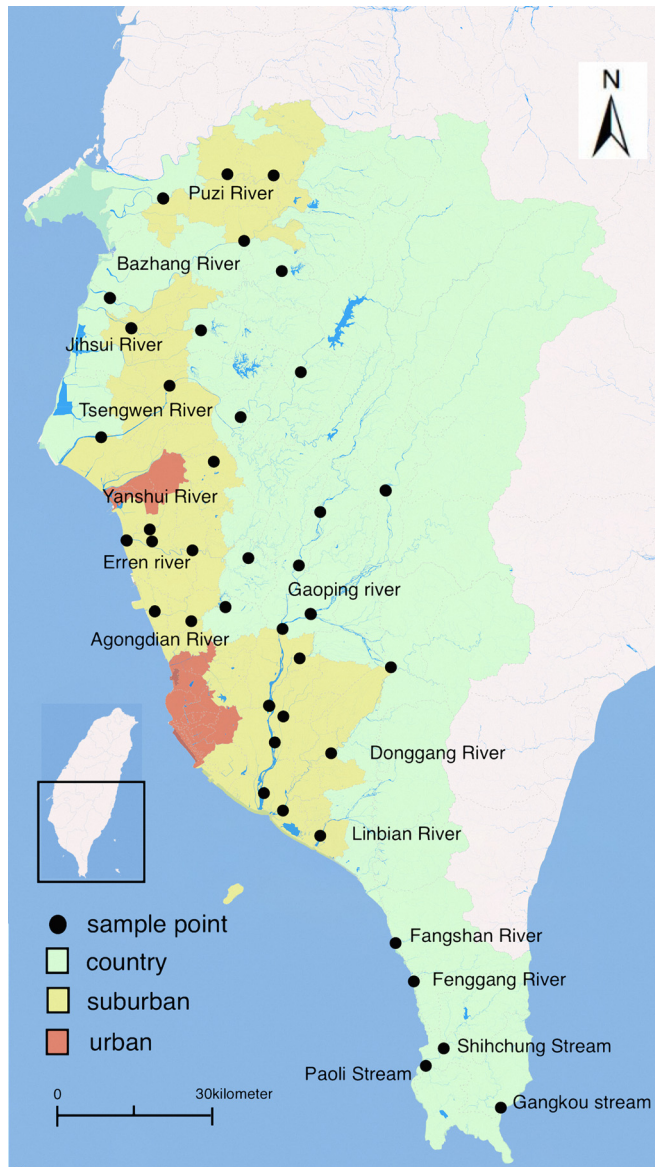 N
Puzi River
Bazhang River
Jihsui River
Tsengwen River
Yanshui River
Erren river
Gaoping river
Agongdian River
Donggang River
Linbian River
Fangshan River
Fenggang River
Shihchung Stream
Paoli Stream
Gangkou stream
sample point
country
suburban
urban
0 30kilometer